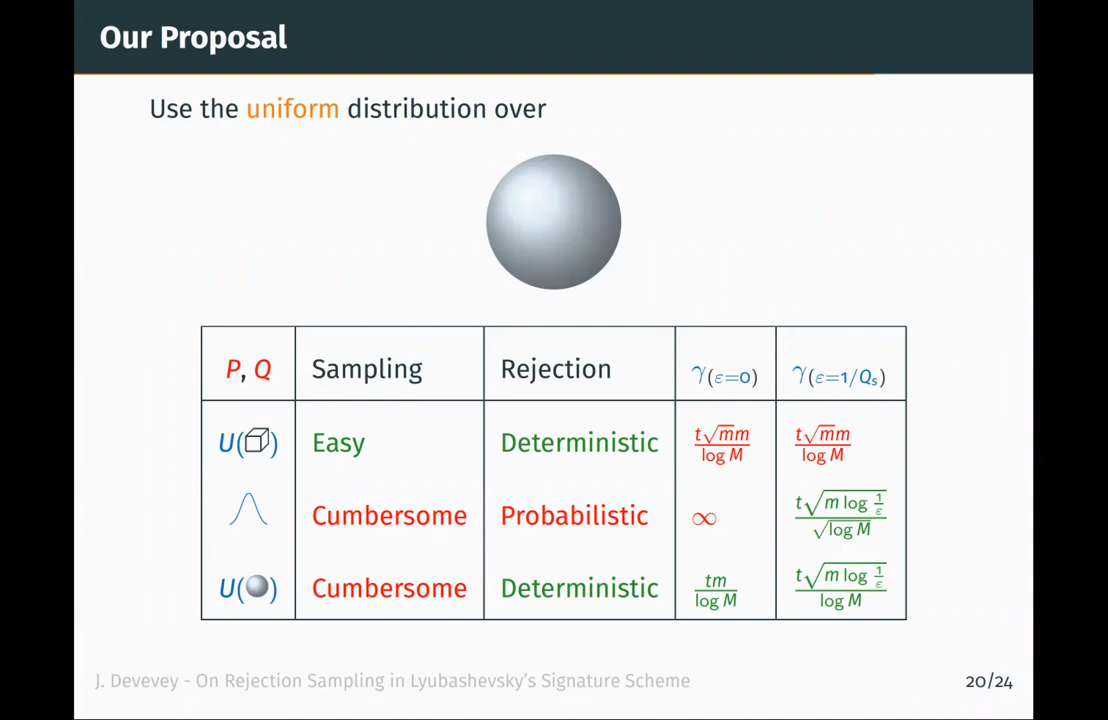 Our Proposal
Use the uniform distribution over
P, Q Sampling Rejection γ(ε=0) γ(ε=1/Qₛ)
U( ) Easy Deterministic t√m m / log M t√m m / log M
Cumbersome Probabilistic ∞ t√(m log 1/ε) / √log M
U( ) Cumbersome Deterministic tm / log M t√(m log 1/ε) / log M
J. Devevey - On Rejection Sampling in Lyubashevsky's Signature Scheme 20/24